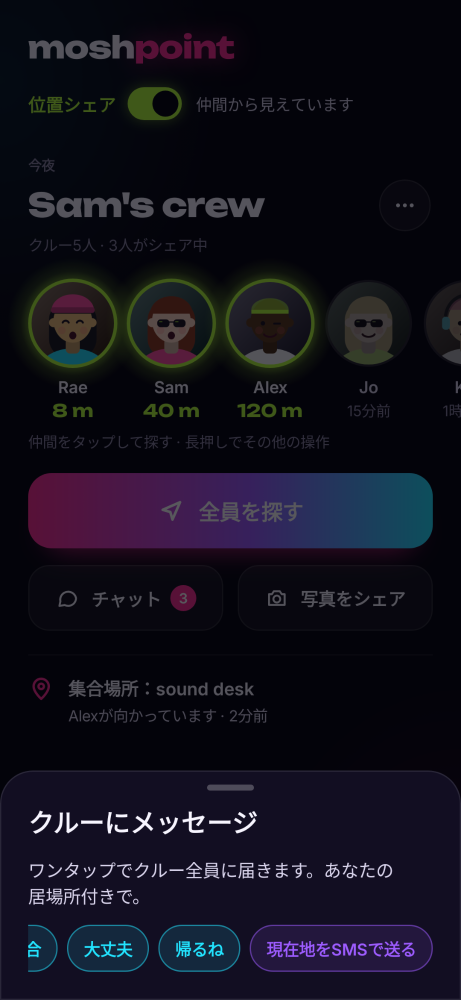 moshpoint
位置シェア 仲間から見えています
今夜
Sam's crew
クルー5人 · 3人がシェア中
Rae Sam Alex Jo
8 m 40 m 120 m 15分前 1時
仲間をタップして探す · 長押しでその他の操作
全員を探す
チャット 3 写真をシェア
集合場所：sound desk
Alexが向かっています · 2分前
クルーにメッセージ
ワンタップでクルー全員に届きます。あなたの
居場所付きで。
合 大丈夫 帰るね 現在地をSMSで送る